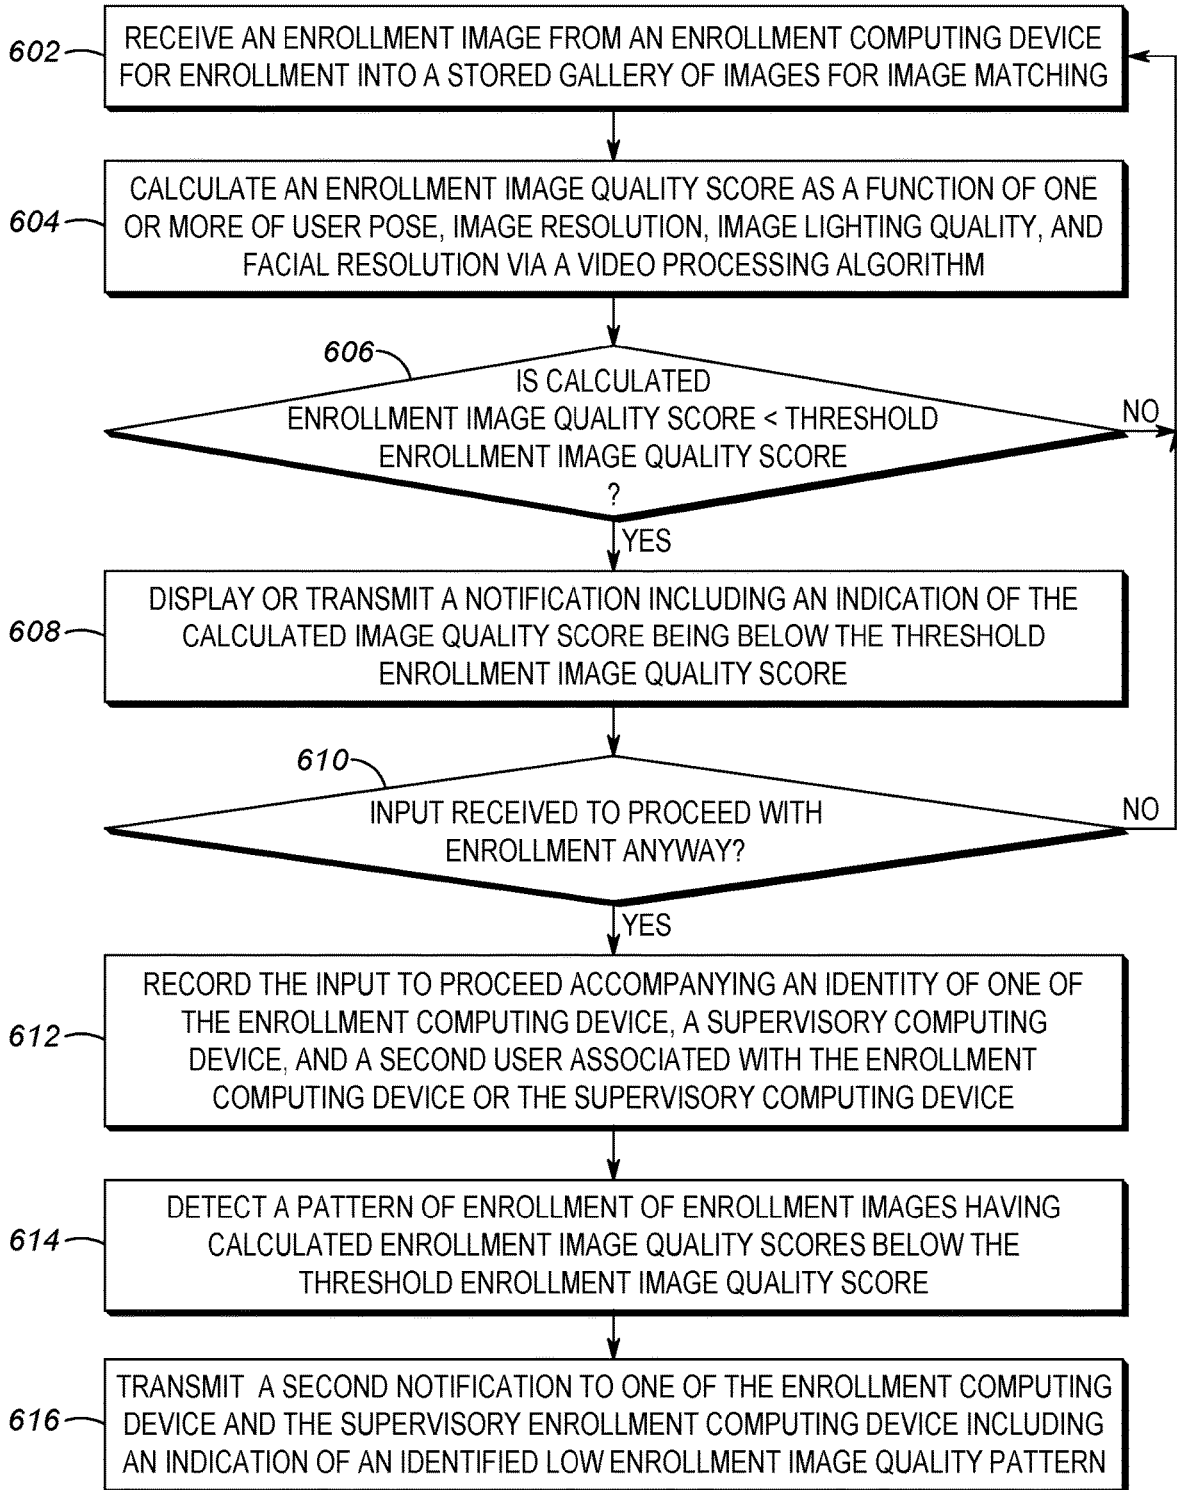 602
RECEIVE AN ENROLLMENT IMAGE FROM AN ENROLLMENT COMPUTING DEVICE
FOR ENROLLMENT INTO A STORED GALLERY OF IMAGES FOR IMAGE MATCHING
604
CALCULATE AN ENROLLMENT IMAGE QUALITY SCORE AS A FUNCTION OF ONE
OR MORE OF USER POSE, IMAGE RESOLUTION, IMAGE LIGHTING QUALITY, AND
FACIAL RESOLUTION VIA A VIDEO PROCESSING ALGORITHM
606
IS CALCULATED
ENROLLMENT IMAGE QUALITY SCORE < THRESHOLD
ENROLLMENT IMAGE QUALITY SCORE
?
NO
YES
608
DISPLAY OR TRANSMIT A NOTIFICATION INCLUDING AN INDICATION OF THE
CALCULATED IMAGE QUALITY SCORE BEING BELOW THE THRESHOLD
ENROLLMENT IMAGE QUALITY SCORE
610
INPUT RECEIVED TO PROCEED WITH
ENROLLMENT ANYWAY?
NO
YES
612
RECORD THE INPUT TO PROCEED ACCOMPANYING AN IDENTITY OF ONE OF
THE ENROLLMENT COMPUTING DEVICE, A SUPERVISORY COMPUTING
DEVICE, AND A SECOND USER ASSOCIATED WITH THE ENROLLMENT
COMPUTING DEVICE OR THE SUPERVISORY COMPUTING DEVICE
614
DETECT A PATTERN OF ENROLLMENT OF ENROLLMENT IMAGES HAVING
CALCULATED ENROLLMENT IMAGE QUALITY SCORES BELOW THE
THRESHOLD ENROLLMENT IMAGE QUALITY SCORE
616
TRANSMIT A SECOND NOTIFICATION TO ONE OF THE ENROLLMENT COMPUTING
DEVICE AND THE SUPERVISORY ENROLLMENT COMPUTING DEVICE INCLUDING
AN INDICATION OF AN IDENTIFIED LOW ENROLLMENT IMAGE QUALITY PATTERN